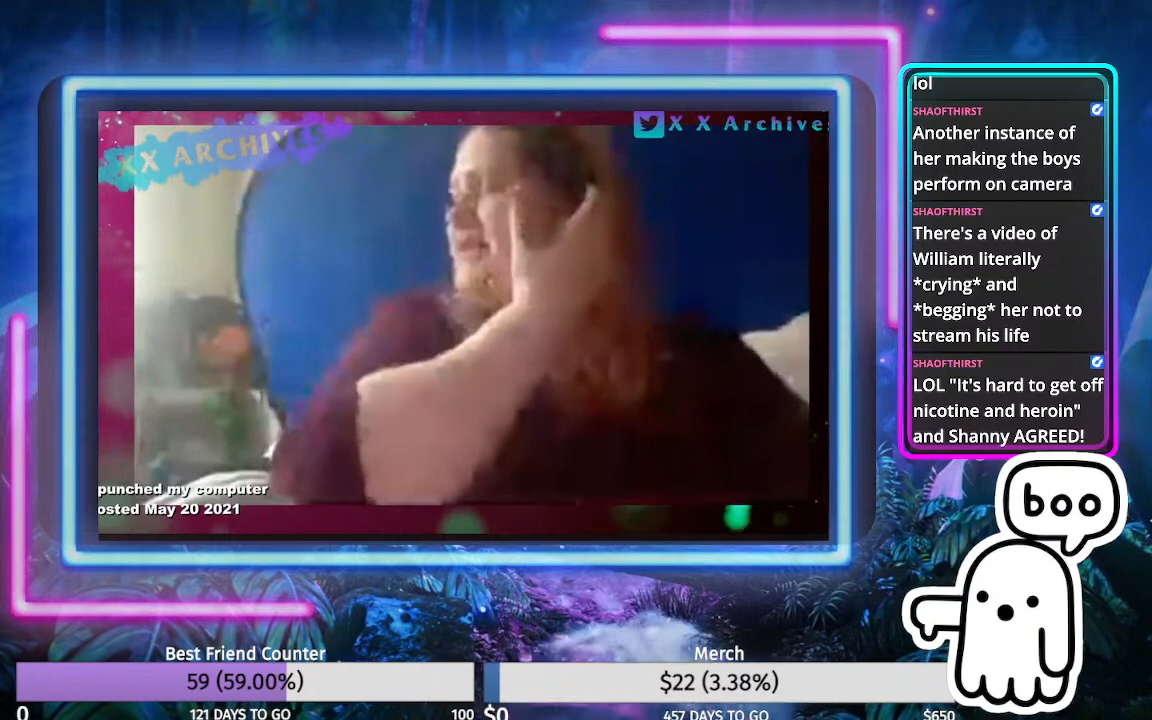 XX ARCHIVES
X X Archive
lol
SHAOFTHIRST
Another instance of
her making the boys
perform on camera
SHAOFTHIRST
There's a video of
William literally
*crying* and
*begging* her not to
stream his life
SHAOFTHIRST
LOL "It's hard to get off
nicotine and heroin"
and Shanny AGREED!
punched my computer
osted May 20 2021
boo
Best Friend Counter
59 (59.00%)
0 121 DAYS TO GO 100
Merch
$22 (3.38%)
$0 457 DAYS TO GO $650